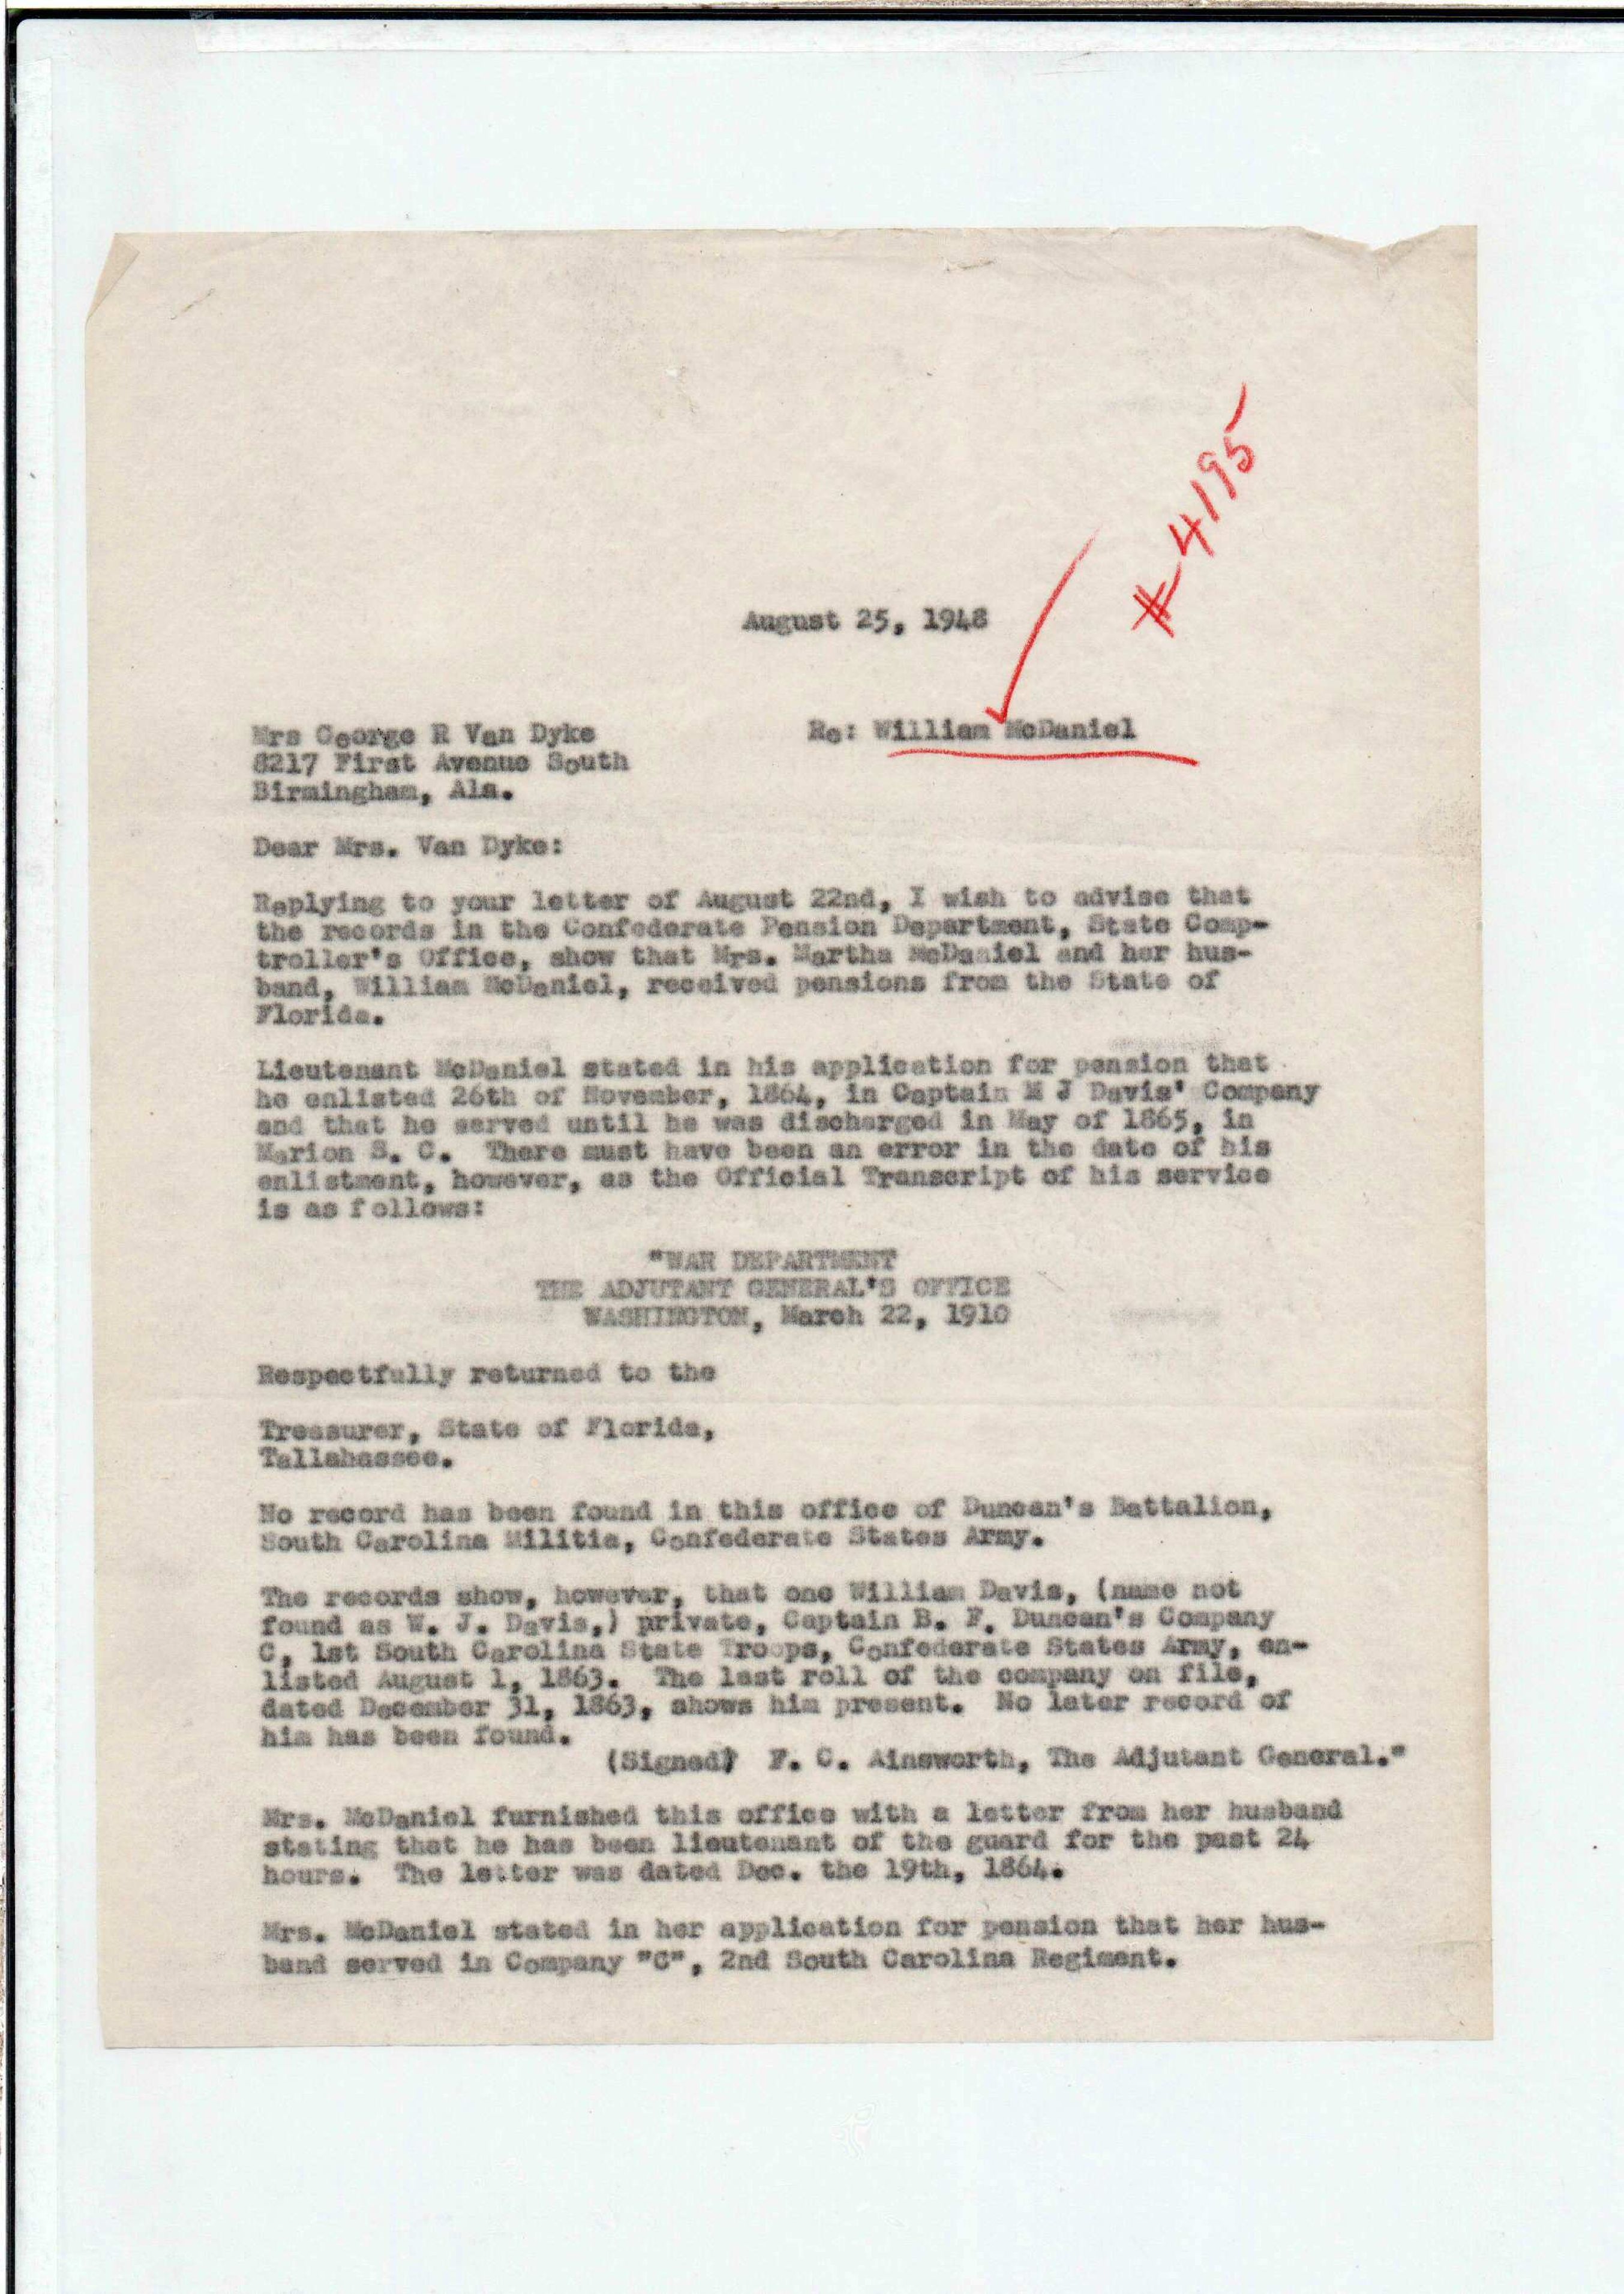 # 4195
August 25, 1948
Mrs George R Van Dyke
Re: William McDaniel
8217 First Avenue South
Birmingham, Ala.
Dear Mrs. Van Dyke:
Replying to your letter of August 22nd, I wish to advise that
the records in the Confederate Pension Department, State Comp-
troller's Office, show that Mrs. Martha McDaniel and her hus-
band, William McDaniel, received pensions from the State of
Florida.
Lieutenant McDaniel stated in his application for pension that
he enlisted 26th of November, 1864, in Captain M J Davis' Company
and that he served until he was discharged in May of 1865, in
Marion S. C. There must have been an error in the date of his
enlistment, however, as the Official Transcript of his service
is as follows:
"WAR DEPARTMENT
THE ADJUTANT GENERAL'S OFFICE
WASHINGTON, March 22, 1910
Respectfully returned to the
Treasurer, State of Florida,
Tallahassee.
No record has been found in this office of Duncan's Battalion,
South Carolina Militia, Confederate States Army.
The records show, however, that one William Davis, (name not
found as W. J. Davis,) private, Captain B. F. Duncan's Company
C, 1st South Carolina State Troops, Confederate States Army, en-
listed August 1, 1863. The last roll of the company on file,
dated December 31, 1863, shows him present. No later record of
him has been found.
(Signed) F. C. Ainsworth, The Adjutant General."
Mrs. McDaniel furnished this office with a letter from her husband
stating that he has been lieutenant of the guard for the past 24
hours. The letter was dated Dec. the 19th, 1864.
Mrs. McDaniel stated in her application for pension that her hus-
band served in Company "C", 2nd South Carolina Regiment.